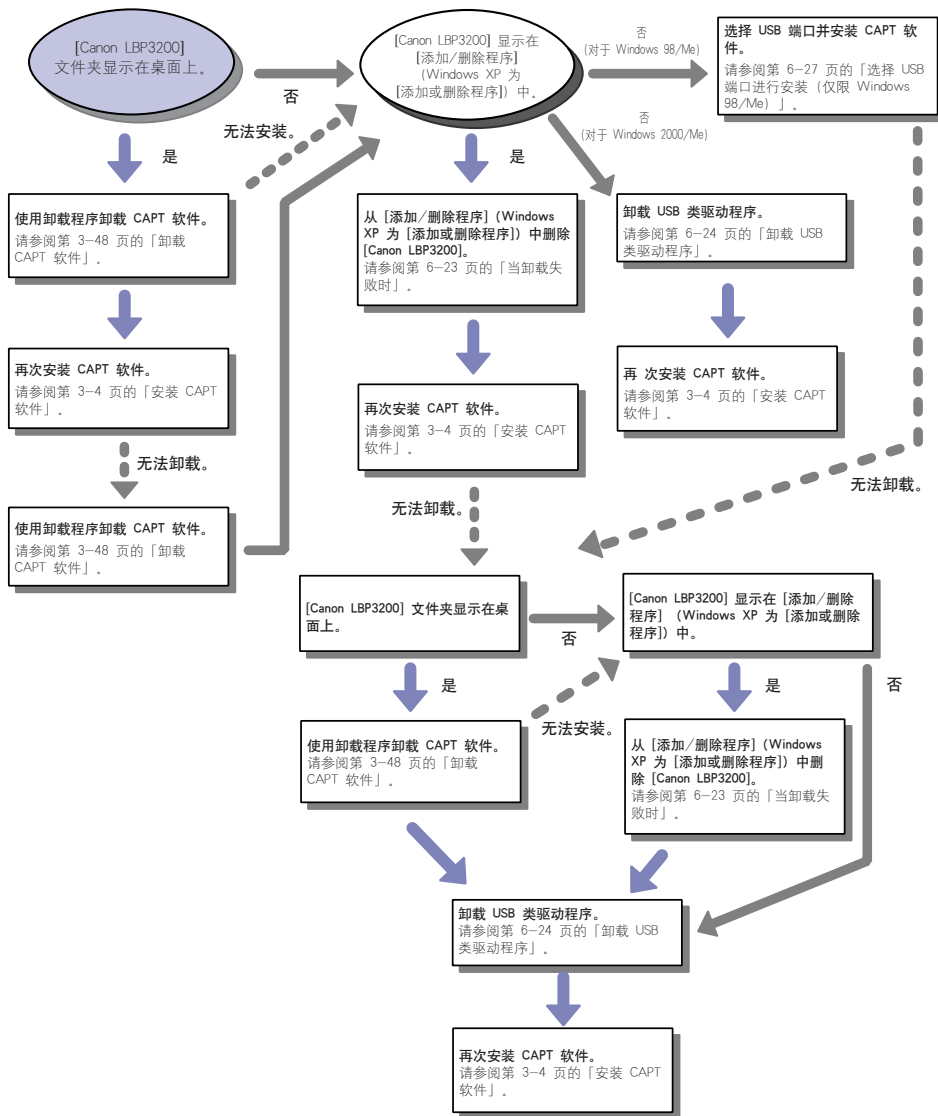 [Canon LBP3200]
文件夹显示在桌面上。
否
[Canon LBP3200] 显示在
[添加/删除程序]
(Windows XP 为
[添加或删除程序]) 中。
否
(对于 Windows 98/Me)
选择 USB 端口并安装 CAPT 软
件。
请参阅第 6-27 页的「选择 USB
端口进行安装 (仅限 Windows
98/Me) 」。
无法安装。
否
(对于 Windows 2000/Me)
是
是
使用卸载程序卸载 CAPT 软件。
请参阅第 3-48 页的「卸载
CAPT 软件」。
从 [添加/删除程序] (Windows
XP 为 [添加或删除程序]) 中删除
[Canon LBP3200]。
请参阅第 6-23 页的「当卸载失
败时」。
卸载 USB 类驱动程序。
请参阅第 6-24 页的「卸载 USB
类驱动程序」。
再次安装 CAPT 软件。
请参阅第 3-4 页的「安装 CAPT
软件」。
再次安装 CAPT 软件。
请参阅第 3-4 页的「安装 CAPT
软件」。
再 次安装 CAPT 软件。
请参阅第 3-4 页的「安装 CAPT
软件」。
无法卸载。
无法卸载。
无法卸载。
使用卸载程序卸载 CAPT 软件。
请参阅第 3-48 页的「卸载
CAPT 软件」。
[Canon LBP3200] 文件夹显示在桌
面上。
否
[Canon LBP3200] 显示在 [添加/删除
程序] (Windows XP 为 [添加或删除
程序]) 中。
是
无法安装。
是
否
使用卸载程序卸载 CAPT 软件。
请参阅第 3-48 页的「卸载
CAPT 软件」。
从 [添加/删除程序] (Windows
XP 为 [添加或删除程序]) 中删
除 [Canon LBP3200]。
请参阅第 6-23 页的「当卸载失
败时」。
卸载 USB 类驱动程序。
请参阅第 6-24 页的「卸载 USB
类驱动程序」。
再次安装 CAPT 软件。
请参阅第 3-4 页的「安装 CAPT
软件」。